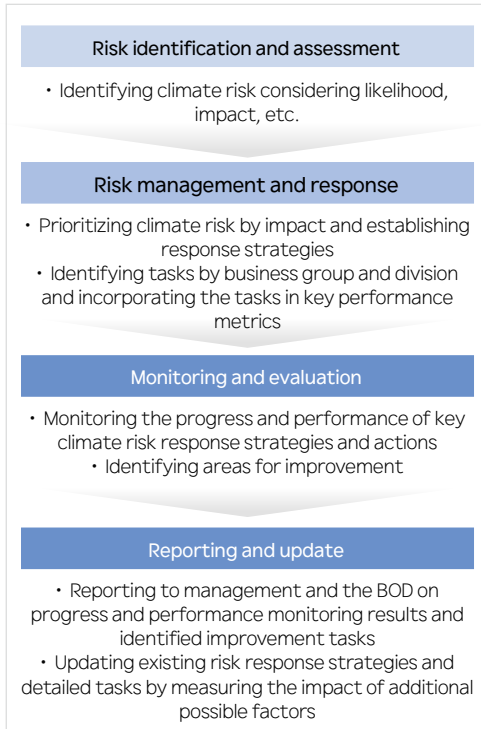 Risk identification and assessment
• Identifying climate risk considering likelihood,
impact, etc.
Risk management and response
• Prioritizing climate risk by impact and establishing
response strategies
• Identifying tasks by business group and division
and incorporating the tasks in key performance
metrics
Monitoring and evaluation
• Monitoring the progress and performance of key
climate risk response strategies and actions
• Identifying areas for improvement
Reporting and update
• Reporting to management and the BOD on
progress and performance monitoring results and
identified improvement tasks
• Updating existing risk response strategies and
detailed tasks by measuring the impact of additional
possible factors